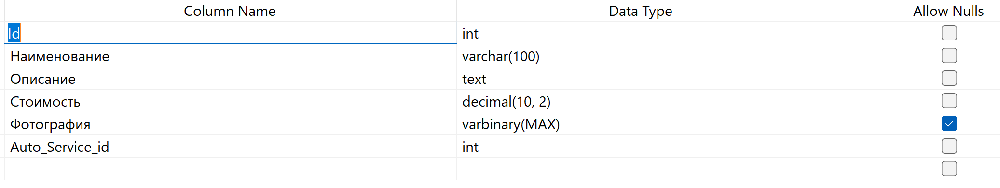 Column Name Data Type Allow Nulls
Id int
Наименование varchar(100)
Описание text
Стоимость decimal(10, 2)
Фотография varbinary(MAX)
Auto_Service_id int